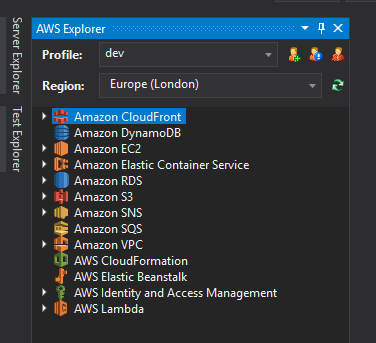 Server Explorer
Test Explorer
AWS Explorer
Profile: dev
Region: Europe (London)
Amazon CloudFront
Amazon DynamoDB
Amazon EC2
Amazon Elastic Container Service
Amazon RDS
Amazon S3
Amazon SNS
Amazon SQS
Amazon VPC
AWS CloudFormation
AWS Elastic Beanstalk
AWS Identity and Access Management
AWS Lambda